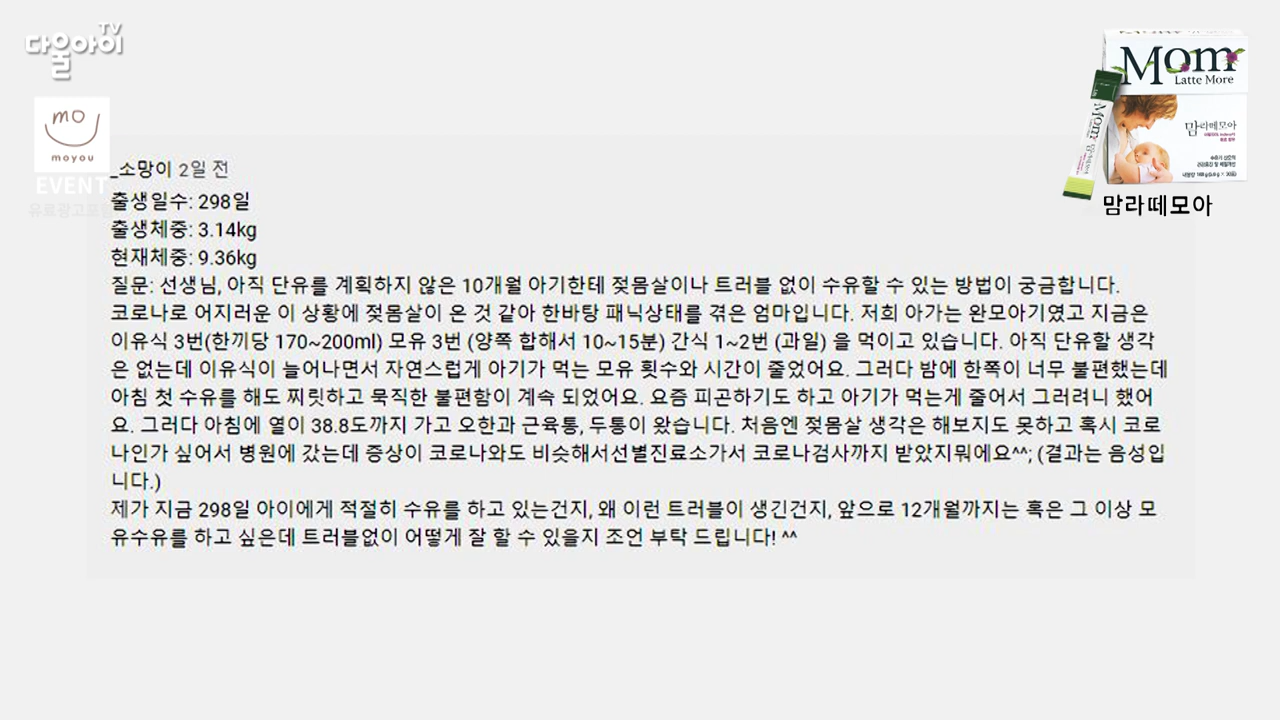 다울아이 TV
mo
moyou
EVENT
유료광고포함
Mom
Latte More
맘라떼모아
Mom 맘라떼모아
맘라떼모아
_소망이 2일 전
출생일수: 298일
출생체중: 3.14kg
현재체중: 9.36kg
질문: 선생님, 아직 단유를 계획하지 않은 10개월 아기한테 젖몸살이나 트러블 없이 수유할 수 있는 방법이 궁금합니다.
코로나로 어지러운 이 상황에 젖몸살이 온 것 같아 한바탕 패닉상태를 겪은 엄마입니다. 저희 아가는 완모아기였고 지금은
이유식 3번(한끼당 170~200ml) 모유 3번 (양쪽 합해서 10~15분) 간식 1~2번 (과일) 을 먹이고 있습니다. 아직 단유할 생각
은 없는데 이유식이 늘어나면서 자연스럽게 아기가 먹는 모유 횟수와 시간이 줄었어요. 그러다 밤에 한쪽이 너무 불편했는데
아침 첫 수유를 해도 찌릿하고 묵직한 불편함이 계속 되었어요. 요즘 피곤하기도 하고 아기가 먹는게 줄어서 그러려니 했어
요. 그러다 아침에 열이 38.8도까지 가고 오한과 근육통, 두통이 왔습니다. 처음엔 젖몸살 생각은 해보지도 못하고 혹시 코로
나인가 싶어서 병원에 갔는데 증상이 코로나와도 비슷해서선별진료소가서 코로나검사까지 받았지뭐에요^^; (결과는 음성입
니다.)
제가 지금 298일 아이에게 적절히 수유를 하고 있는건지, 왜 이런 트러블이 생긴건지, 앞으로 12개월까지는 혹은 그 이상 모
유수유를 하고 싶은데 트러블없이 어떻게 잘 할 수 있을지 조언 부탁 드립니다! ^^